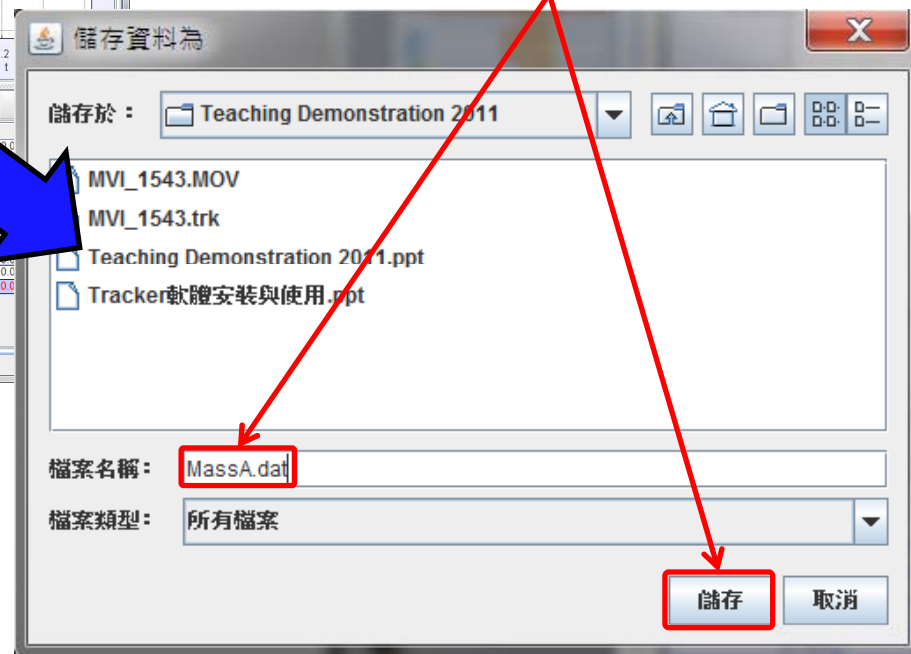 儲存資料為
儲存於：
Teaching Demonstration 2011
MVI_1543.MOV
MVI_1543.trk
Teaching Demonstration 2011.ppt
Tracker軟體安裝與使用.ppt
檔案名稱：
MassA.dat
檔案類型：
所有檔案
儲存
取消